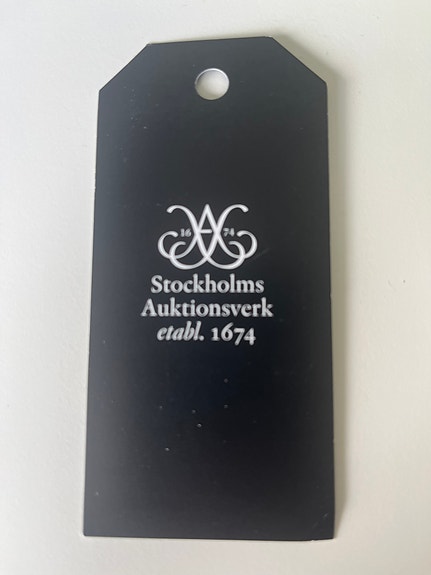 16 74
Stockholms
Auktionsverk
etabl. 1674